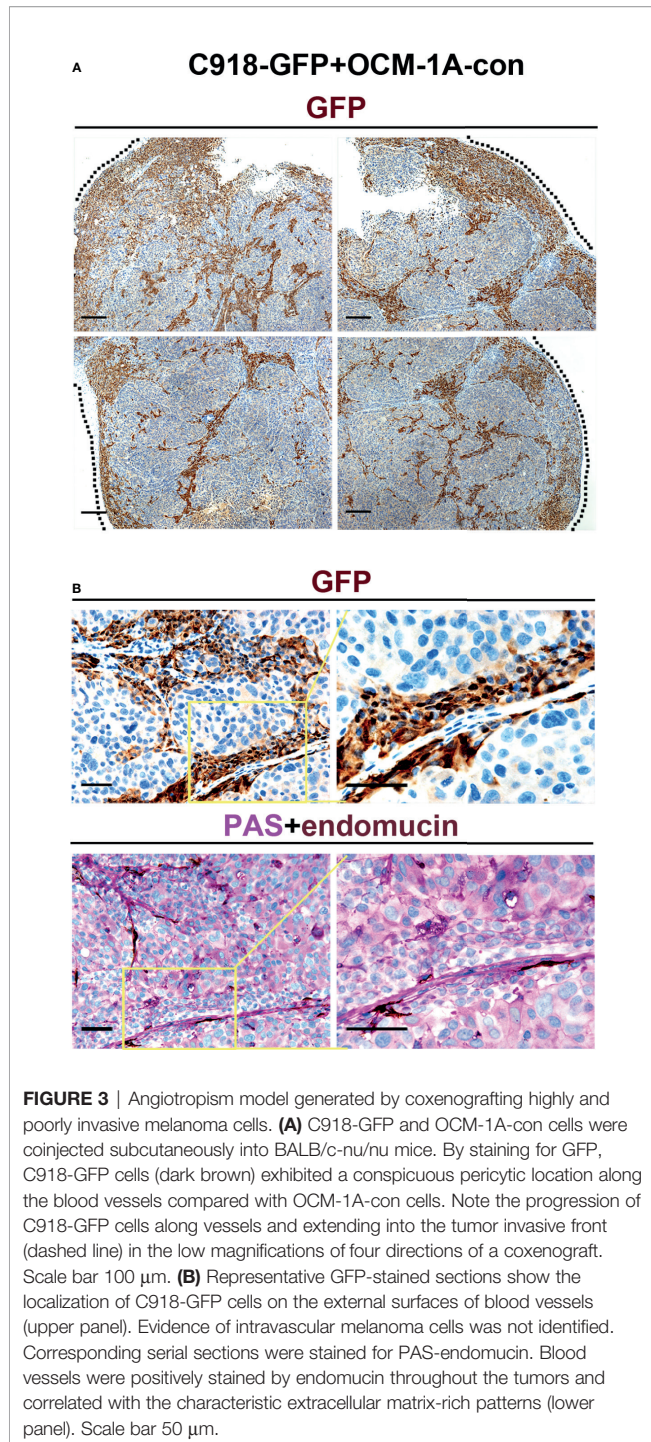 A
C918-GFP+OCM-1A-con
GFP
B
GFP
PAS+endomucin
FIGURE 3 | Angiotropism model generated by coxenografting highly and
poorly invasive melanoma cells. (A) C918-GFP and OCM-1A-con cells were
coinjected subcutaneously into BALB/c-nu/nu mice. By staining for GFP,
C918-GFP cells (dark brown) exhibited a conspicuous pericytic location along
the blood vessels compared with OCM-1A-con cells. Note the progression of
C918-GFP cells along vessels and extending into the tumor invasive front
(dashed line) in the low magnifications of four directions of a coxenograft.
Scale bar 100 μm. (B) Representative GFP-stained sections show the
localization of C918-GFP cells on the external surfaces of blood vessels
(upper panel). Evidence of intravascular melanoma cells was not identified.
Corresponding serial sections were stained for PAS-endomucin. Blood
vessels were positively stained by endomucin throughout the tumors and
correlated with the characteristic extracellular matrix-rich patterns (lower
panel). Scale bar 50 μm.